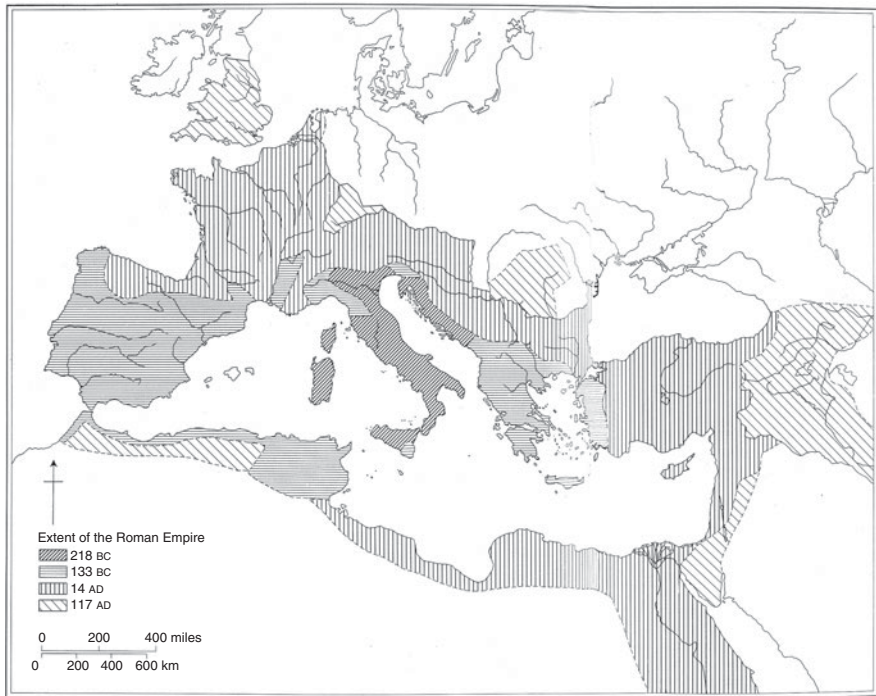 Extent of the Roman Empire
218 BC
133 BC
14 AD
117 AD
0 200 400 miles
0 200 400 600 km